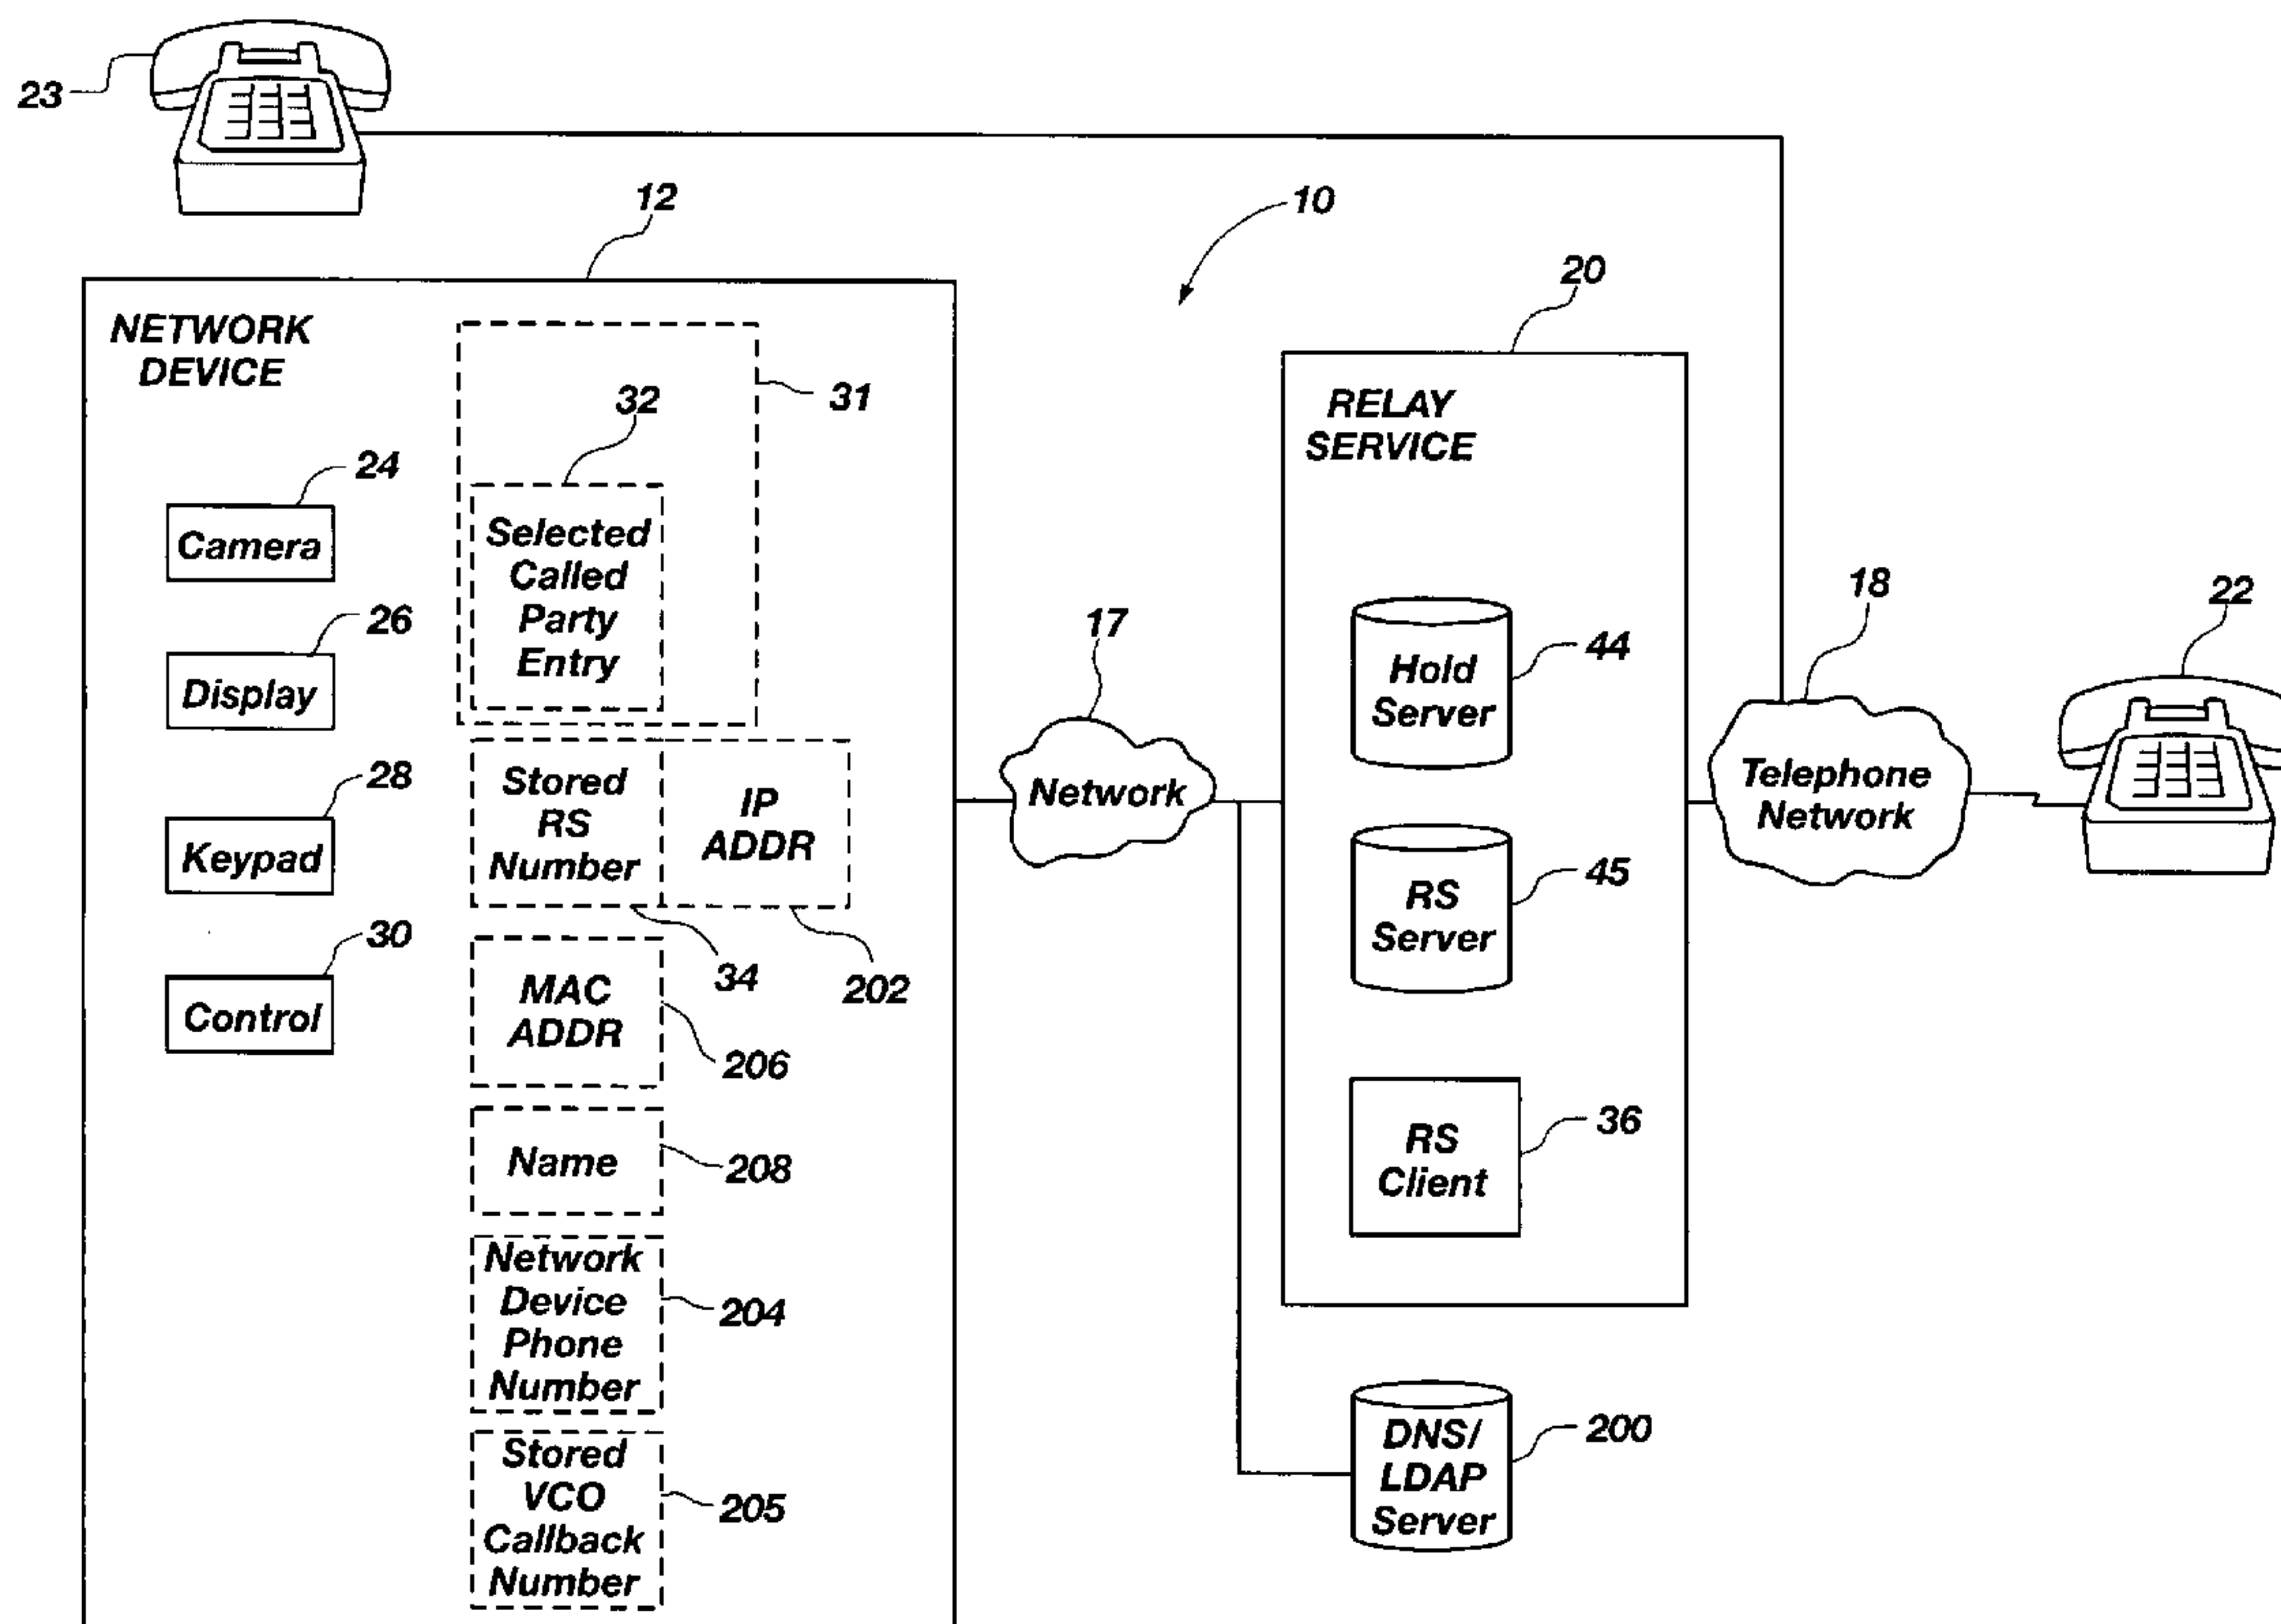 23
12
10
20
NETWORK
DEVICE
31
32
24
Camera
Selected
Called
Party
Entry
26
Display
28
Keypad
30
Control
Stored
RS
Number
34
IP
ADDR
202
MAC
ADDR
206
Name
208
Network
Device
Phone
Number
204
Stored
VCO
Callback
Number
205
17
Network
RELAY
SERVICE
Hold
Server
44
RS
Server
45
RS
Client
36
DNS/
LDAP
Server
200
18
Telephone
Network
22